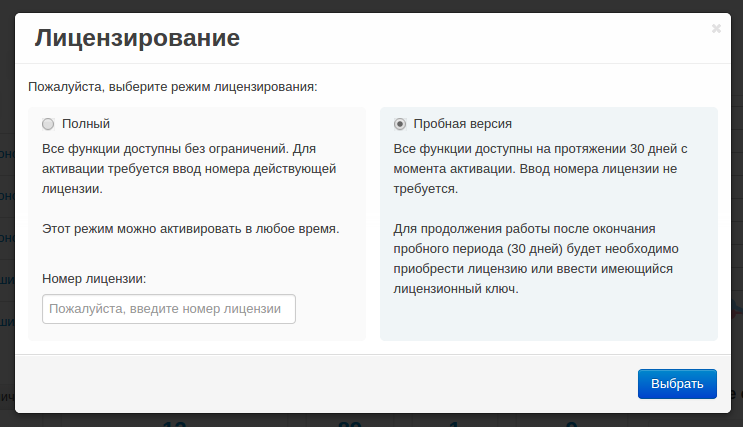 Лицензирование
Пожалуйста, выберите режим лицензирования:
Полный
Все функции доступны без ограничений. Для
активации требуется ввод номера действующей
лицензии.
Этот режим можно активировать в любое время.
Номер лицензии:
Пожалуйста, введите номер лицензии
Пробная версия
Все функции доступны на протяжении 30 дней с
момента активации. Ввод номера лицензии не
требуется.
Для продолжения работы после окончания
пробного периода (30 дней) будет необходимо
приобрести лицензию или ввести имеющийся
лицензионный ключ.
Выбрать